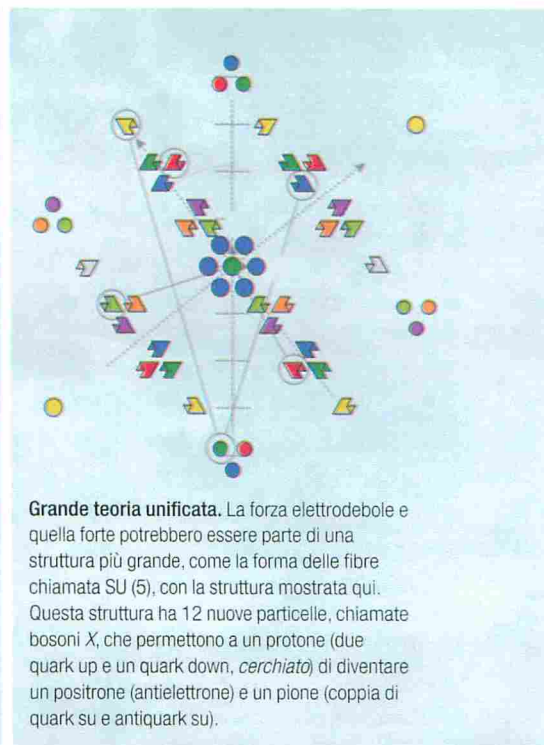 Grande teoria unificata. La forza elettrodebole e
quella forte potrebbero essere parte di una
struttura più grande, come la forma delle fibre
chiamata SU (5), con la struttura mostrata qui.
Questa struttura ha 12 nuove particelle, chiamate
bosoni X, che permettono a un protone (due
quark up e un quark down, cerchiato) di diventare
un positrone (antielettrone) e un pione (coppia di
quark su e antiquark su).